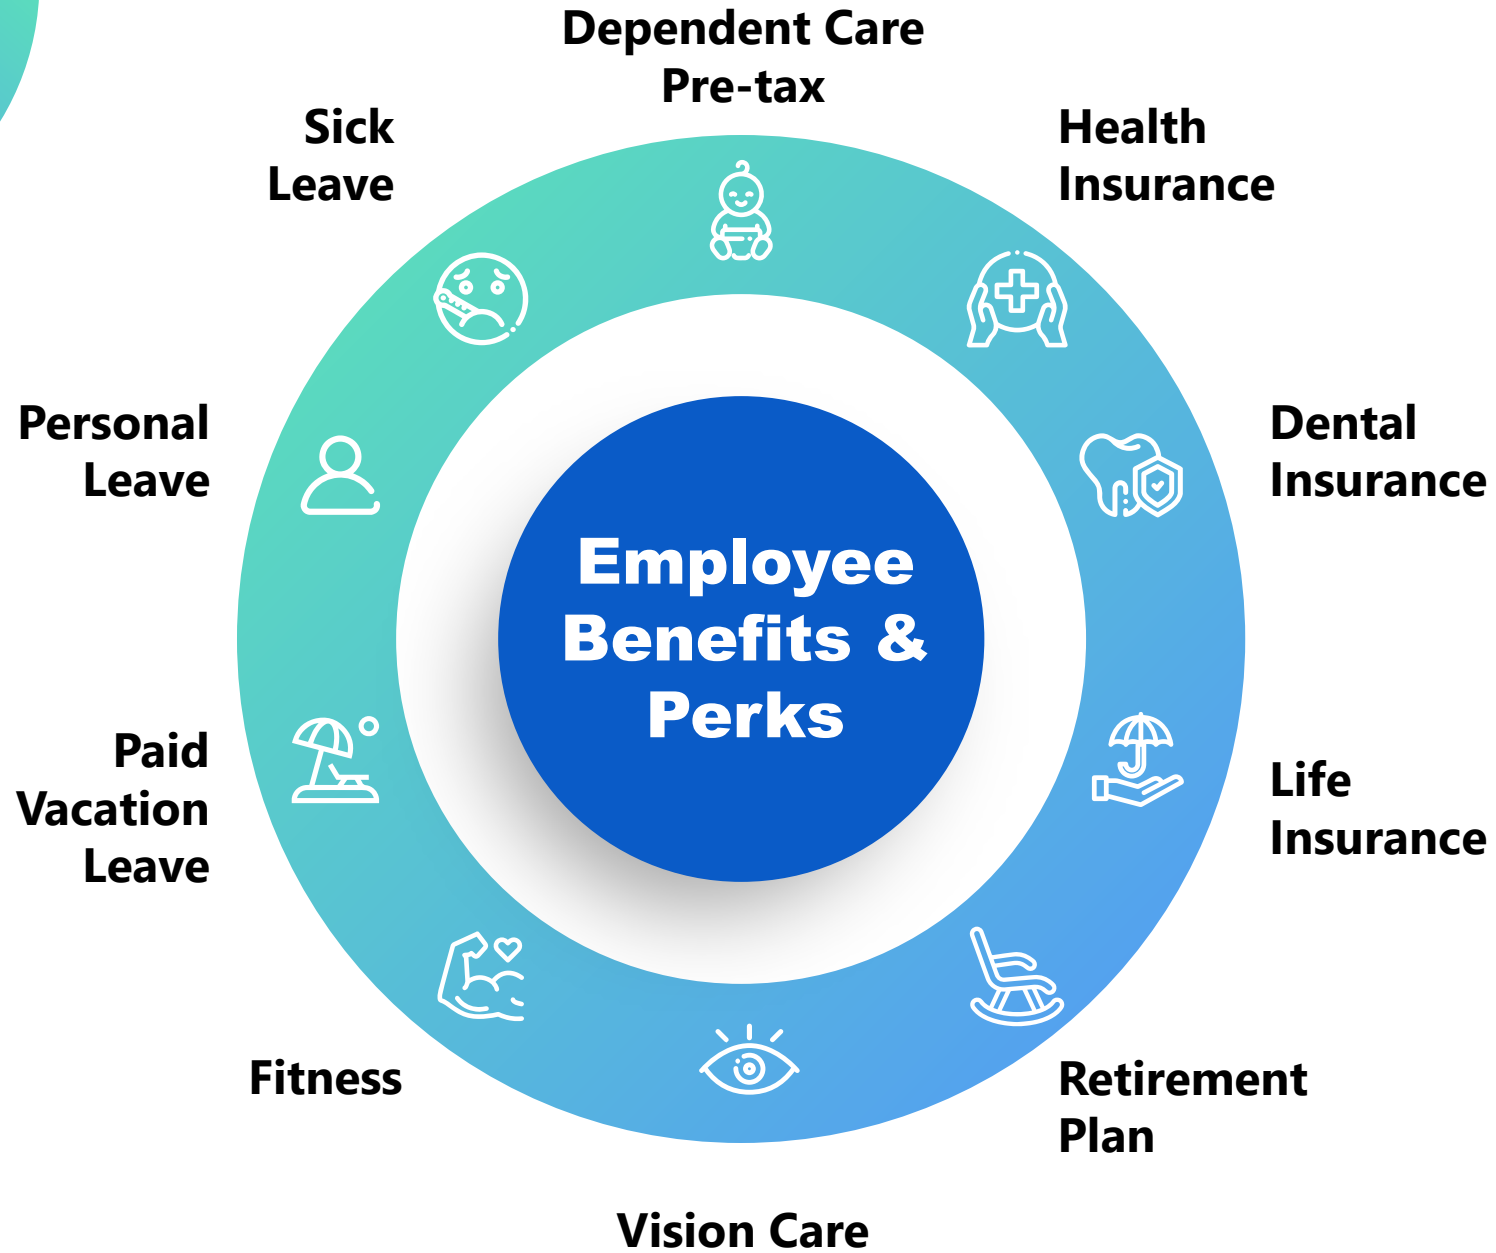 Dependent Care
Pre-tax
Health
Insurance
Dental
Insurance
Life
Insurance
Retirement
Plan
Vision Care
Fitness
Paid
Vacation
Leave
Personal
Leave
Sick
Leave
Employee
Benefits &
Perks